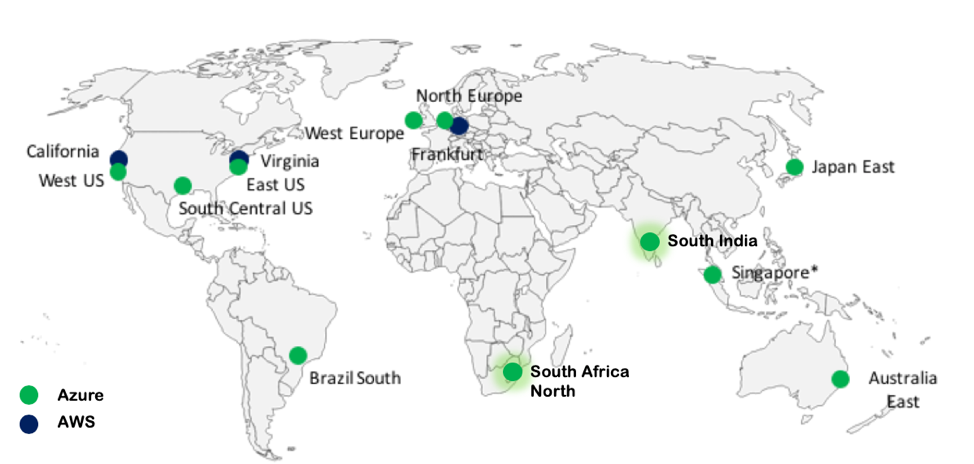 North Europe
West Europe
Frankfurt
California
West US
Virginia
East US
South Central US
Japan East
South India
Singapore*
South Africa
North
Brazil South
Australia
East
Azure
AWS